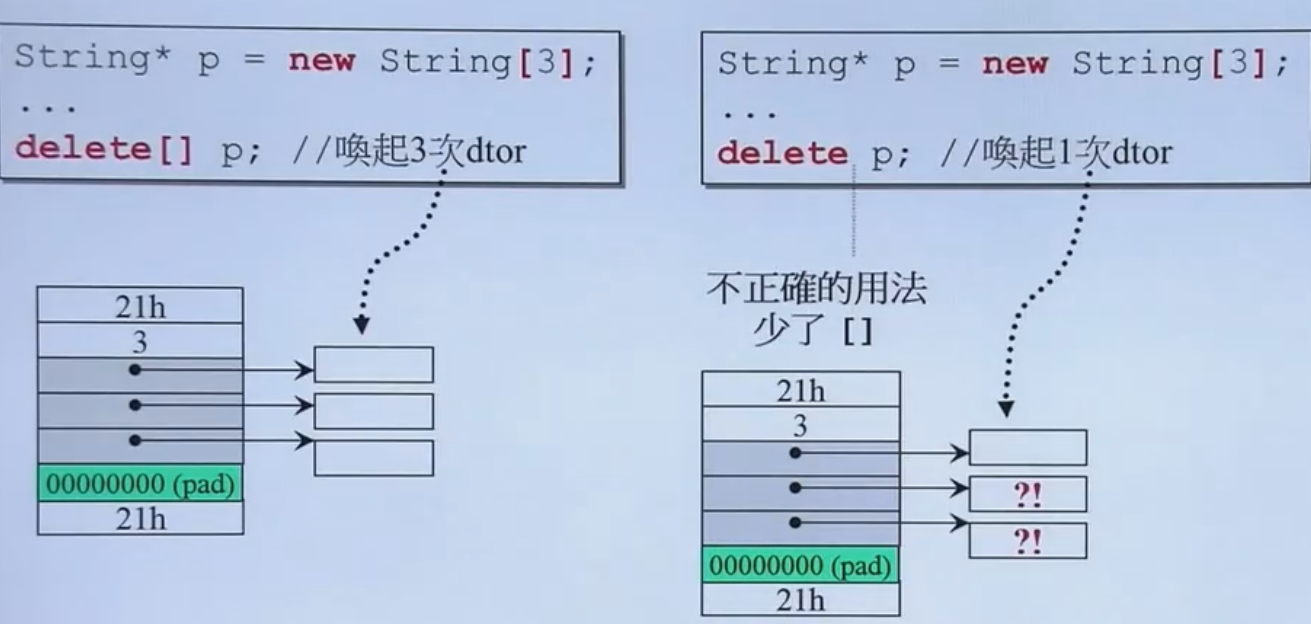 String* p = new String[3];
...
delete[] p; //喚起3次dtor
21h
3
00000000 (pad)
21h
String* p = new String[3];
...
delete p; //喚起1次dtor
不正確的用法
少了 []
21h
3
?!
?!
00000000 (pad)
21h